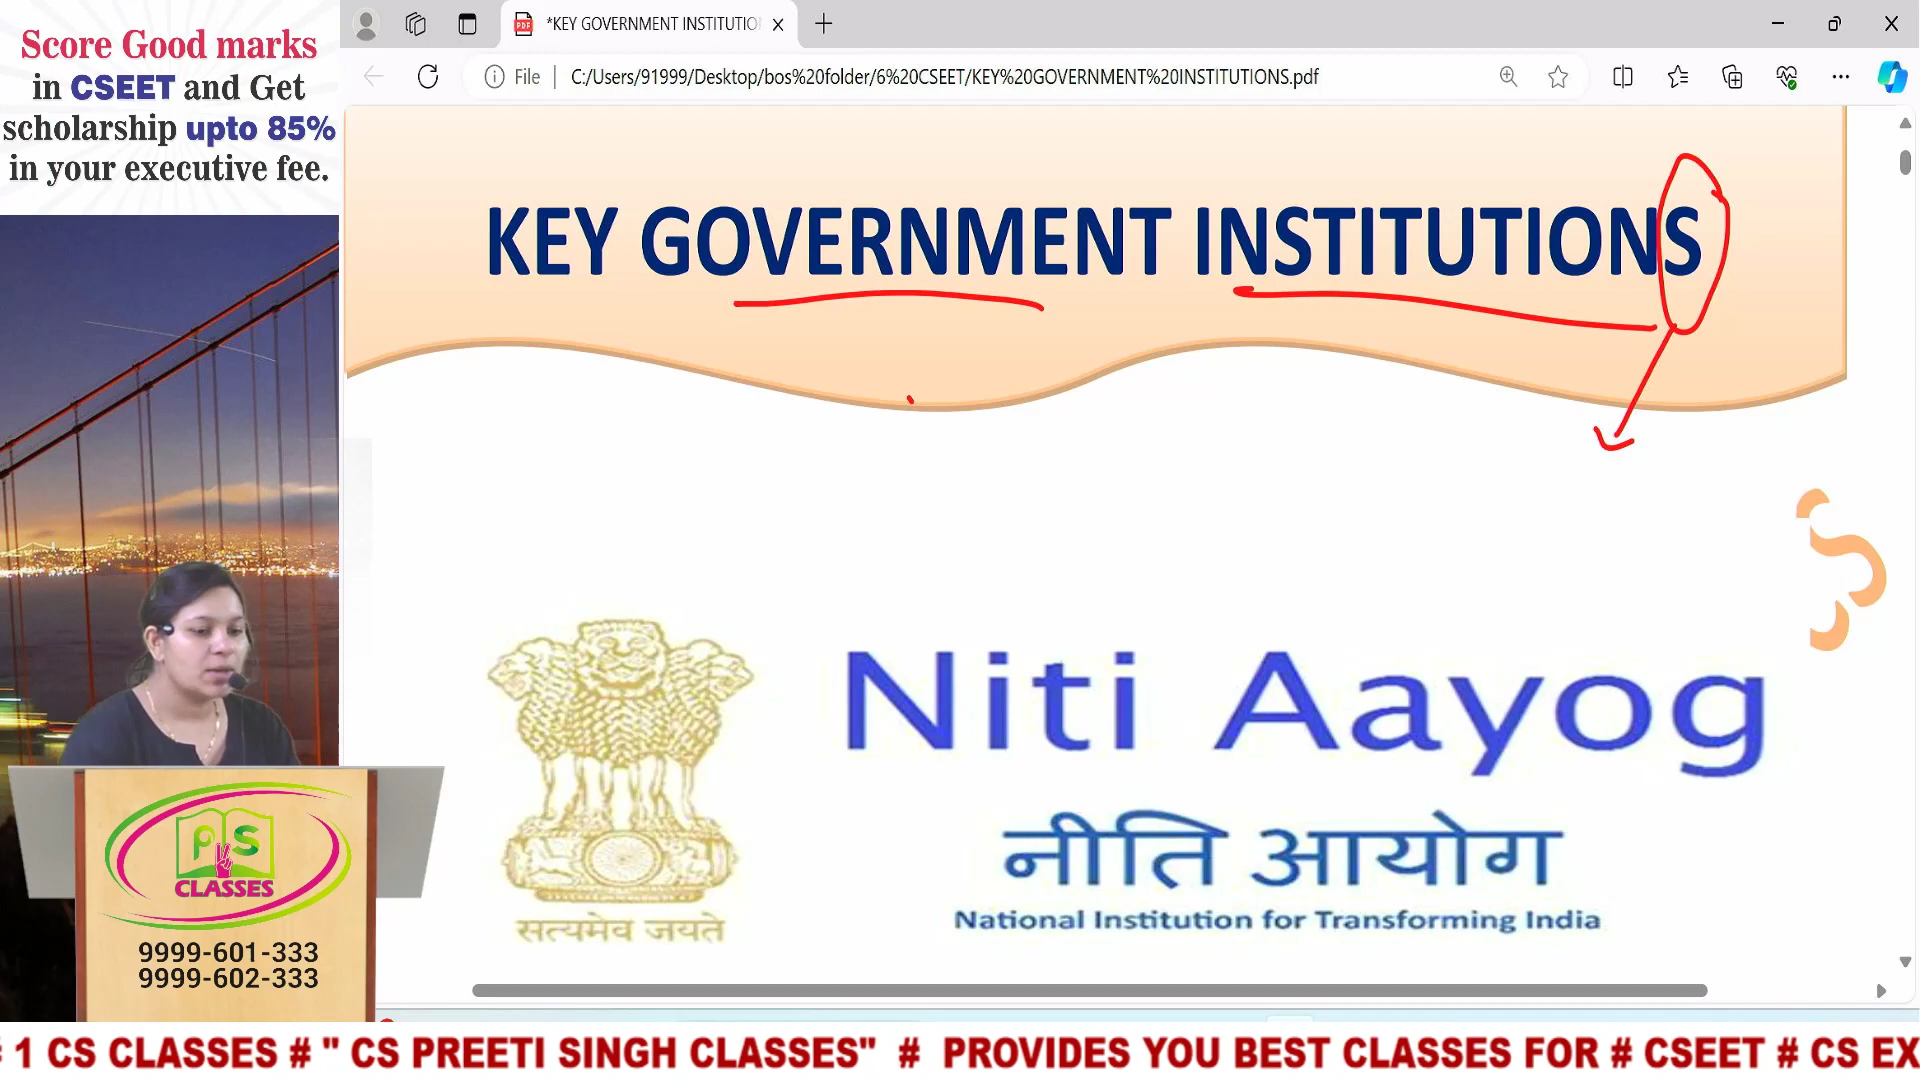 Score Good marks
in CSEET and Get
scholarship upto 85%
in your executive fee.
*KEY GOVERNMENT INSTITUTIO
File
C:/Users/91999/Desktop/bos%20folder/6%20CSEET/KEY%20GOVERNMENT%20INSTITUTIONS.pdf
KEY GOVERNMENT INSTITUTIONS
Niti Aayog
नीति आयोग
National Institution for Transforming India
सत्यमेव जयते
PS
CLASSES
9999-601-333
9999-602-333
# 1 CS CLASSES # " CS PREETI SINGH CLASSES" # PROVIDES YOU BEST CLASSES FOR # CSEET # CS EX